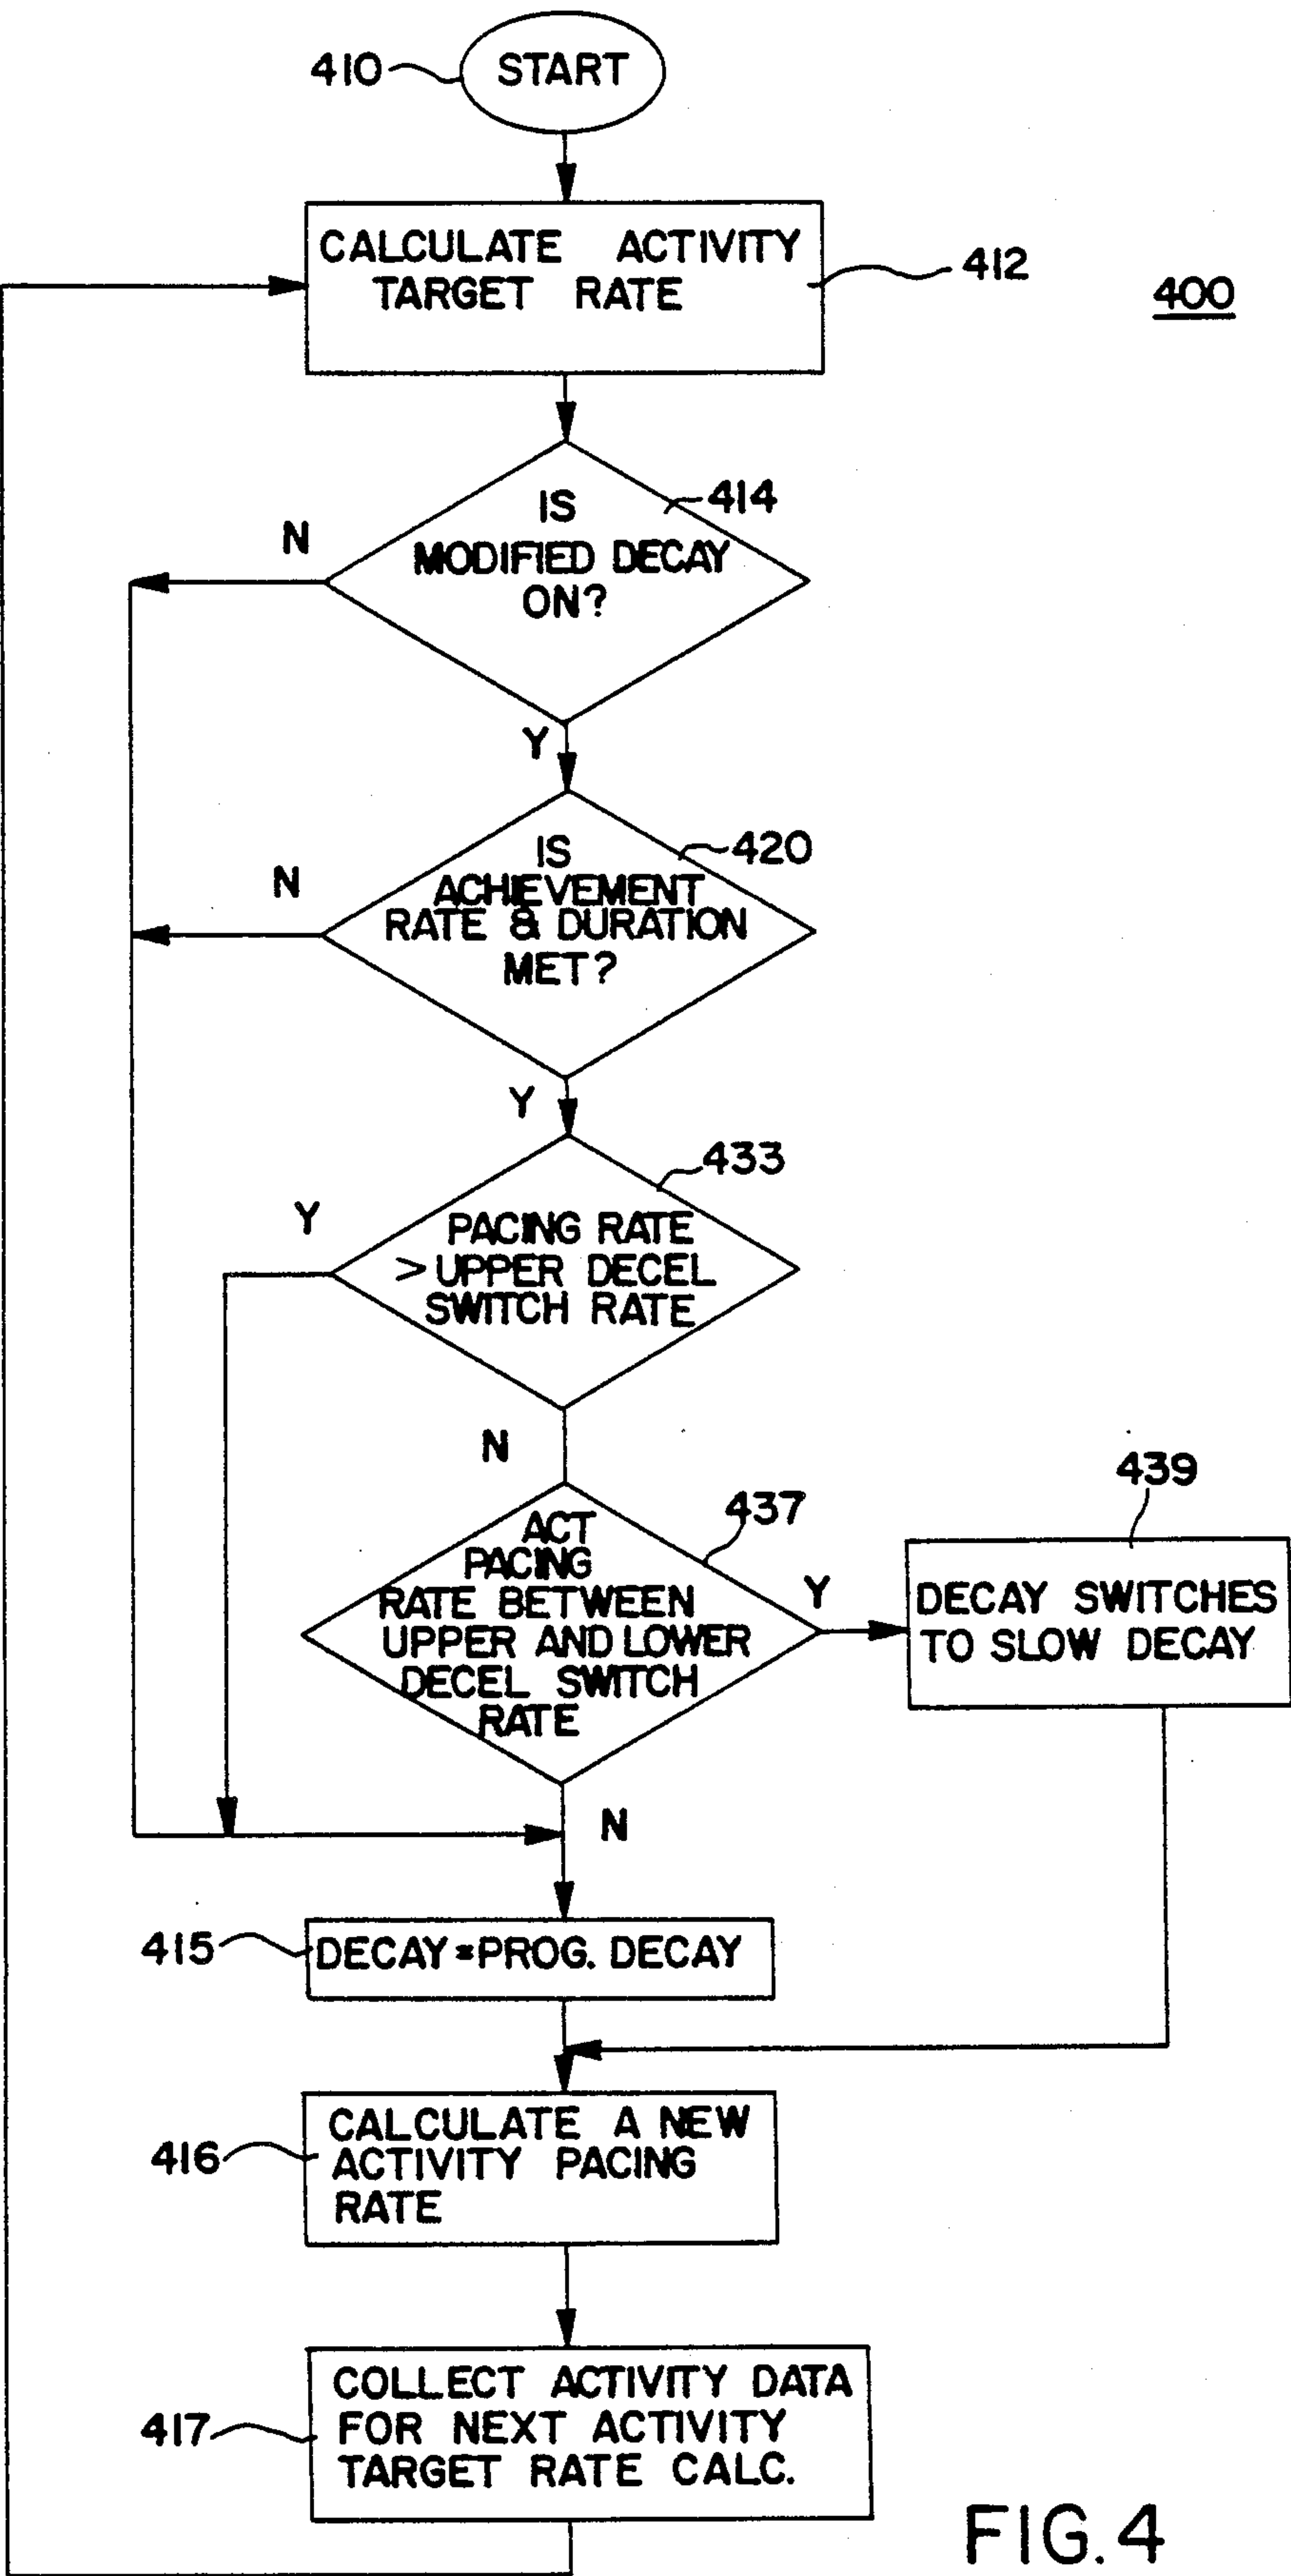 410
START
CALCULATE ACTIVITY
TARGET RATE
412
400
IS
MODIFIED DECAY
ON?
414
N
Y
IS
ACHIEVEMENT
RATE & DURATION
MET?
420
N
Y
433
PACING RATE
> UPPER DECEL
SWITCH RATE
Y
N
ACT
PACING
RATE BETWEEN
UPPER AND LOWER
DECEL SWITCH
RATE
437
Y
439
DECAY SWITCHES
TO SLOW DECAY
N
415
DECAY = PROG. DECAY
416
CALCULATE A NEW
ACTIVITY PACING
RATE
417
COLLECT ACTIVITY DATA
FOR NEXT ACTIVITY
TARGET RATE CALC.
FIG. 4